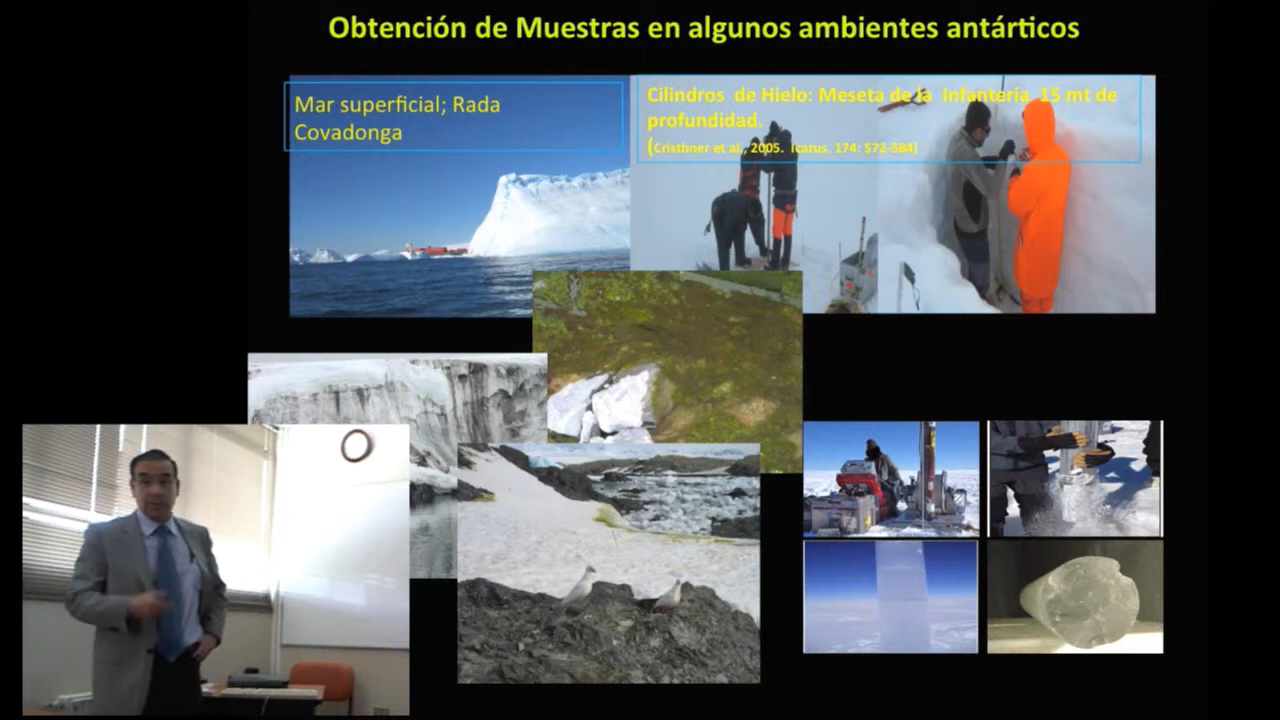 Obtención de Muestras en algunos ambientes antárticos
Mar superficial; Rada
Covadonga
Cilindros de Hielo: Meseta de la Infantería 15 mt de
profundidad.
(Cristhner et al., 2005. Icarus. 174: 572-584)